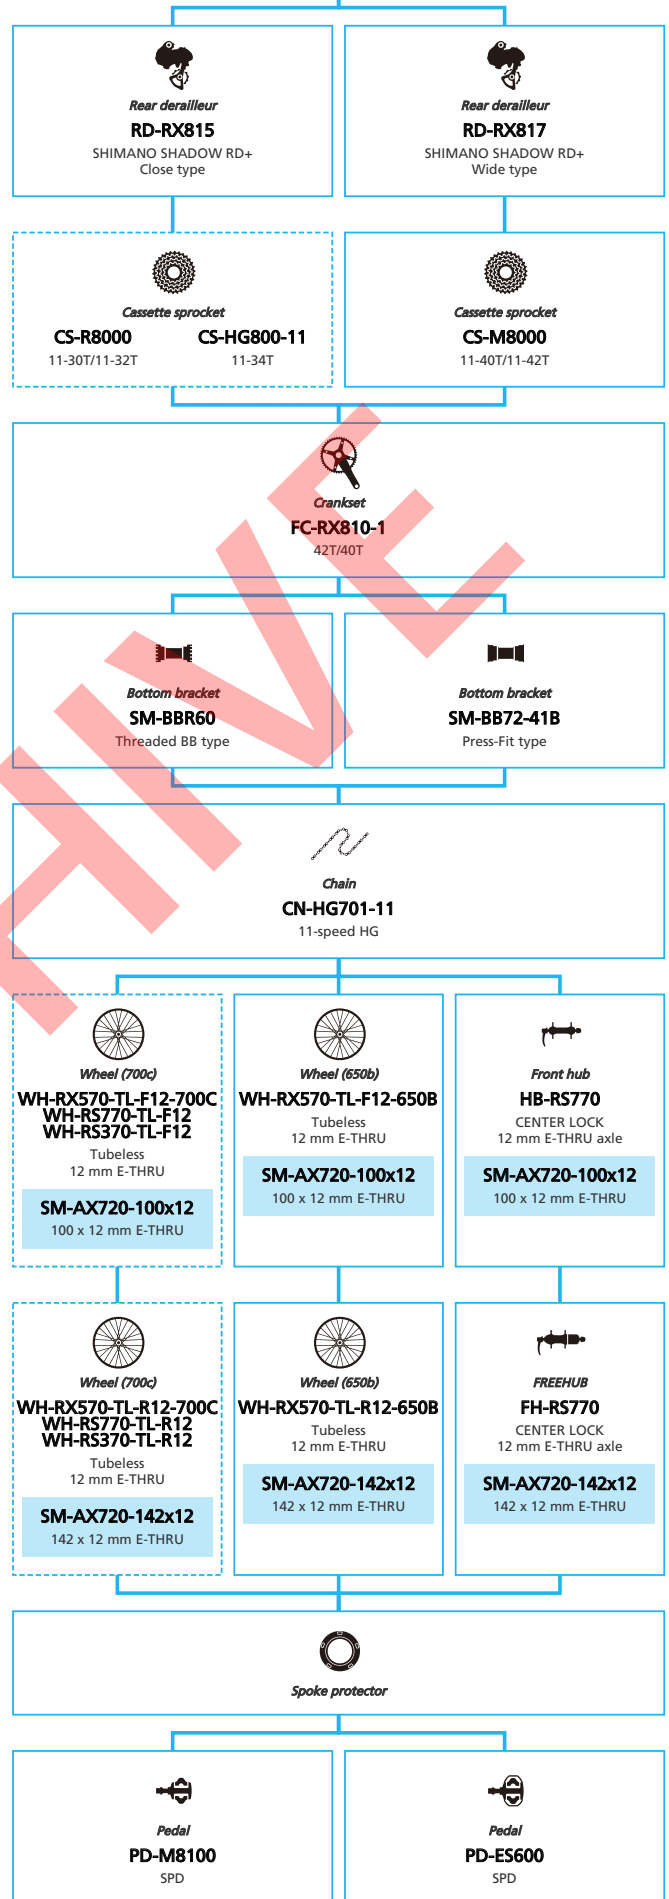 Rear derailleur
RD-RX815
SHIMANO SHADOW RD+
Close type
Rear derailleur
RD-RX817
SHIMANO SHADOW RD+
Wide type
Cassette sprocket
CS-R8000
11-30T/11-32T
CS-HG800-11
11-34T
Cassette sprocket
CS-M8000
11-40T/11-42T
Crankset
FC-RX810-1
42T/40T
Bottom bracket
SM-BBR60
Threaded BB type
Bottom bracket
SM-BB72-41B
Press-Fit type
Chain
CN-HG701-11
11-speed HG
Wheel (700c)
WH-RX570-TL-F12-700C
WH-RS770-TL-F12
WH-RS370-TL-F12
Tubeless
12 mm E-THRU
SM-AX720-100x12
100 x 12 mm E-THRU
Wheel (650b)
WH-RX570-TL-F12-650B
Tubeless
12 mm E-THRU
SM-AX720-100x12
100 x 12 mm E-THRU
Front hub
HB-RS770
CENTER LOCK
12 mm E-THRU axle
SM-AX720-100x12
100 x 12 mm E-THRU
Wheel (700c)
WH-RX570-TL-R12-700C
WH-RS770-TL-R12
WH-RS370-TL-R12
Tubeless
12 mm E-THRU
SM-AX720-142x12
142 x 12 mm E-THRU
Wheel (650b)
WH-RX570-TL-R12-650B
Tubeless
12 mm E-THRU
SM-AX720-142x12
142 x 12 mm E-THRU
FREEHUB
FH-RS770
CENTER LOCK
12 mm E-THRU axle
SM-AX720-142x12
142 x 12 mm E-THRU
Spoke protector
Pedal
PD-M8100
SPD
Pedal
PD-ES600
SPD
HIVE